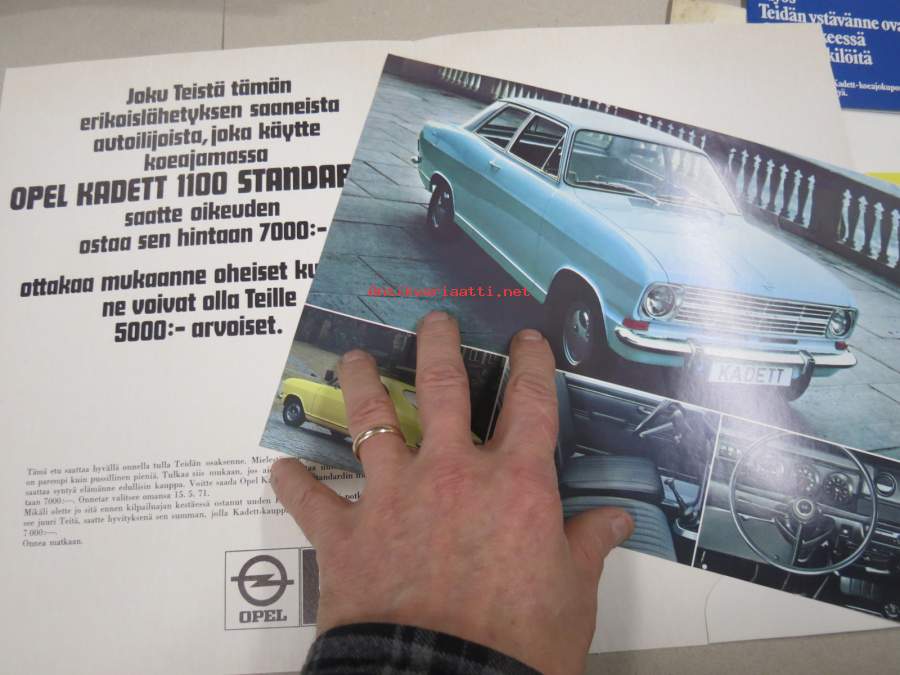 Joku Teistä tämän
erikoislähetyksen saaneista
autoilijoista, joka käytte
koeajamassa
OPEL KADETT 1100 STANDAR
saatte oikeuden
ostaa sen hintaan 7000:-
ottakaa mukaanne oheiset ku
ne voivat olla Teille
5000:- arvoiset.
Tämä etu saattaa hyvällä onnella tulla Teidän osaksenne.
on parempi kuin puosillinen pieniä. Tulkaa siis mukaan, jos
saattaa syntyä elämänne edullisin kauppa. Voitte saada Opel
taan 7000:—. Onnetar valitsee omansa 15. 5. 71.
Mikäli olette jo sitä ennen kilpailuajan kestäessä ostanut uuden
see juuri Teitä, saatte hyvityksenä sen summan, jolla Kadett-kaupp
7 000:—.
Onnea matkaan.
OPEL
KADETT
antikvariaatti.net
Teidän ystävänne ova
eessä
kilöitä
Kadett-koeajokupo